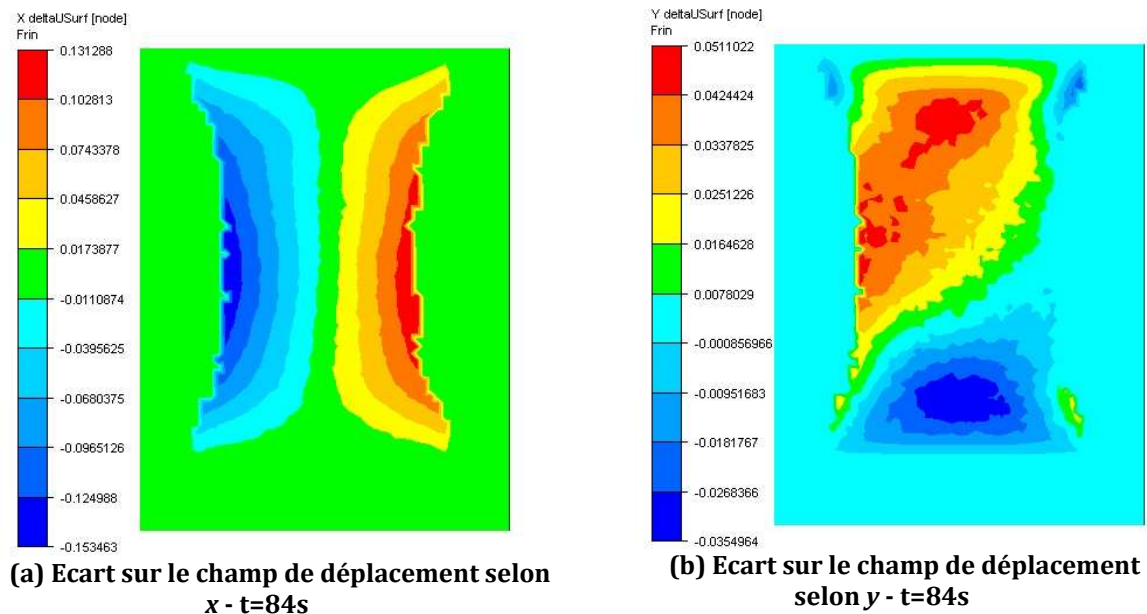 X deltaUSurf [node]
Frin
0.131288
0.102813
0.0743378
0.0458627
0.0173877
-0.0110874
-0.0395625
-0.0680375
-0.0965126
-0.124988
-0.153463
(a) Ecart sur le champ de déplacement selon
x - t=84s
Y deltaUSurf [node]
Frin
0.0511022
0.0424424
0.0337825
0.0251226
0.0164628
0.0078029
-0.000856966
-0.00951683
-0.0181767
-0.0268366
-0.0354964
(b) Ecart sur le champ de déplacement
selon y - t=84s